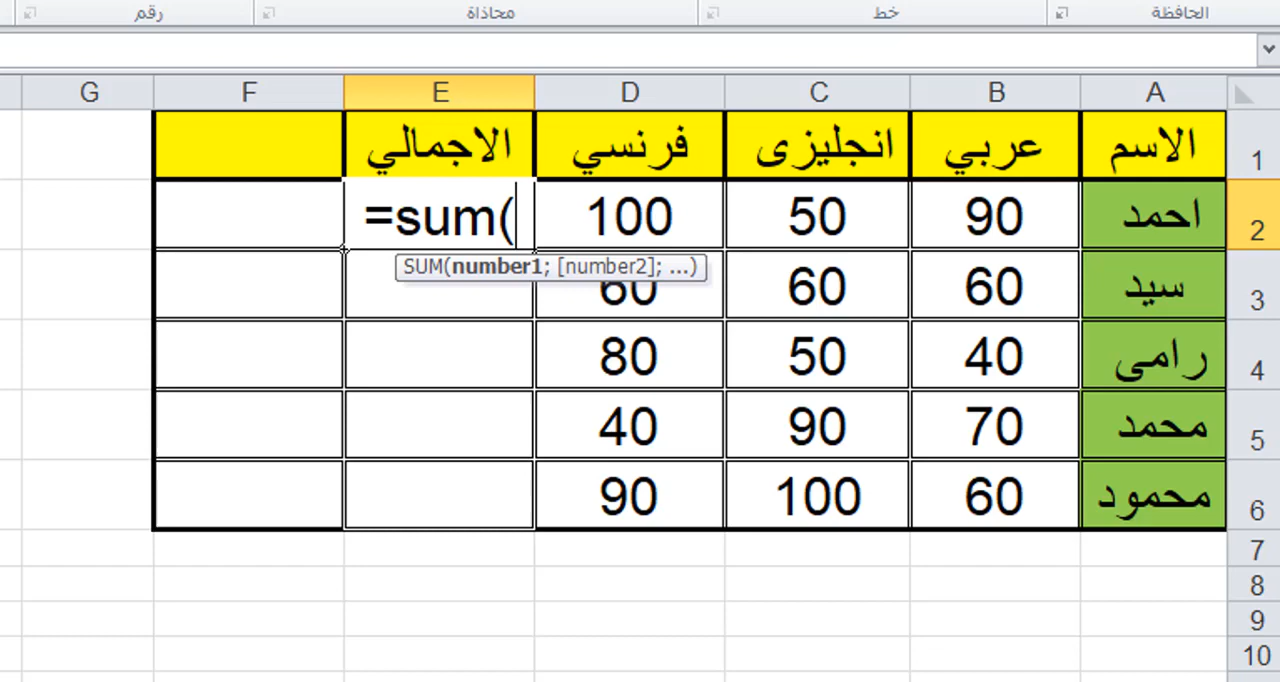 الحافظة خط محاذاة رقم
A B C D E F G
1 الاسم عربي انجليزى فرنسي الاجمالي
2 احمد 90 50 100 =sum(
SUM(number1; [number2]; ...)
3 سيد 60 60 60
4 رامى 40 50 80
5 محمد 70 90 40
6 محمود 60 100 90
7
8
9
10